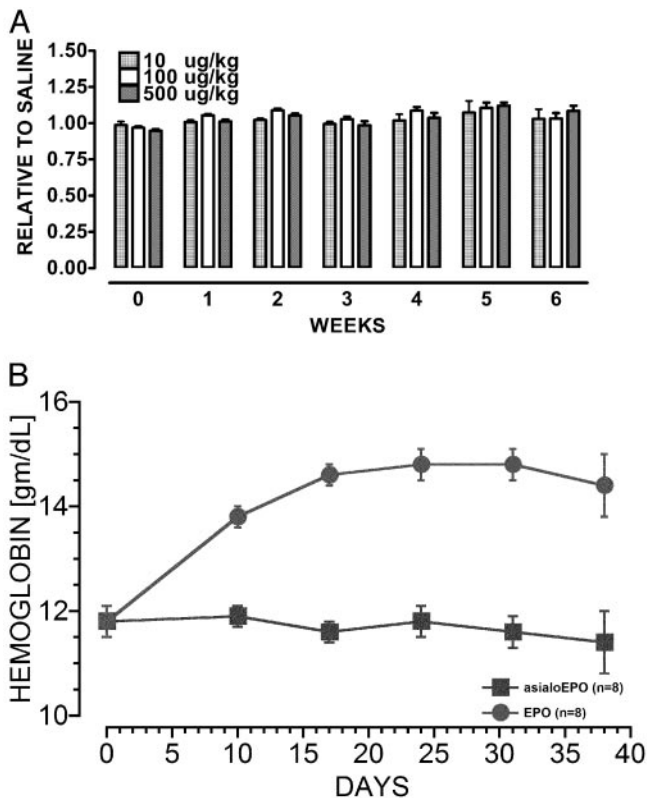 A
RELATIVE TO SALINE
1.50
1.25
1.00
0.75
0.50
0.25
0.00
10 ug/kg
100 ug/kg
500 ug/kg
0 1 2 3 4 5 6
WEEKS
B
HEMOGLOBIN [gm/dL]
16
14
12
10
asialoEPO (n=8)
EPO (n=8)
0 5 10 15 20 25 30 35 40
DAYS